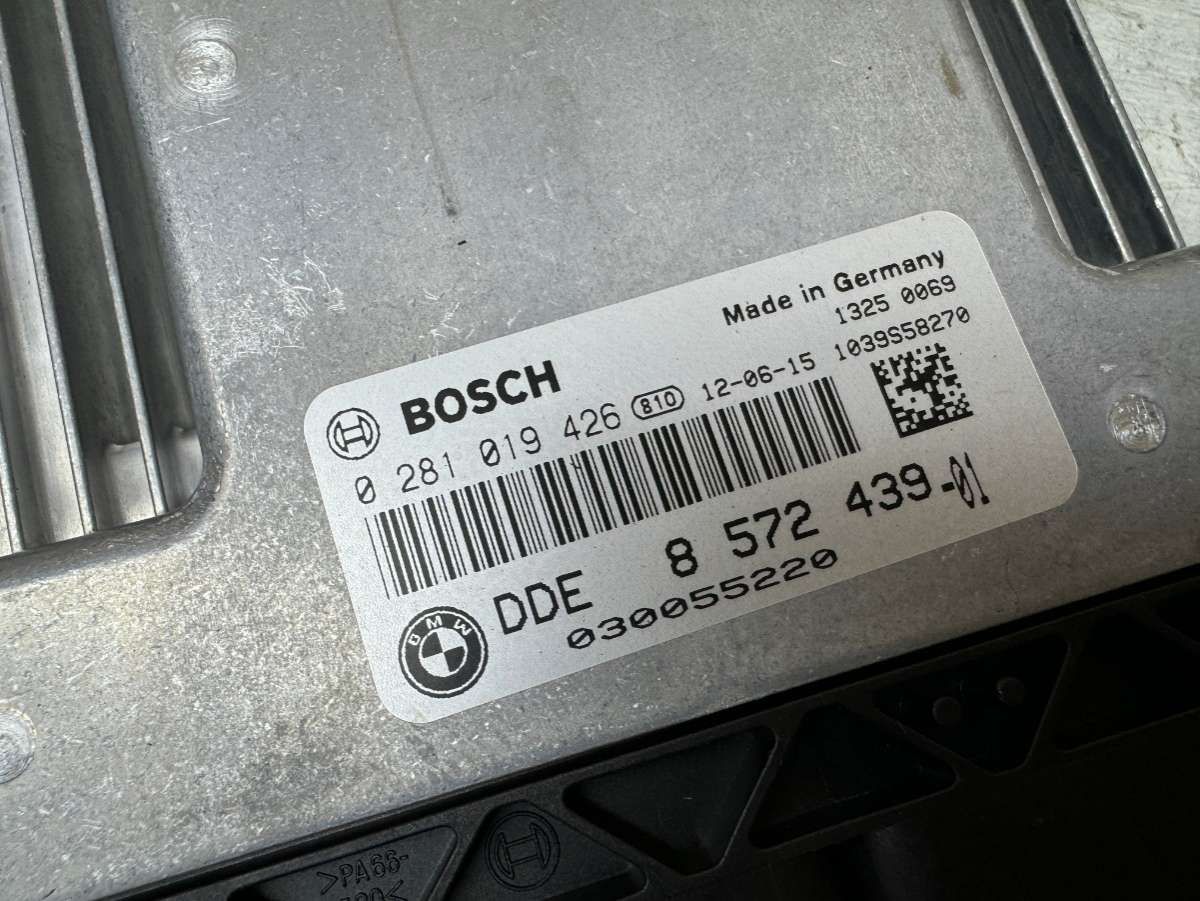 Made in Germany
1325 0069
1039S58270
BOSCH
0 281 019 426 810 12-06-15
DDE 8 572 439-01
030055220
BMW
>PA66-